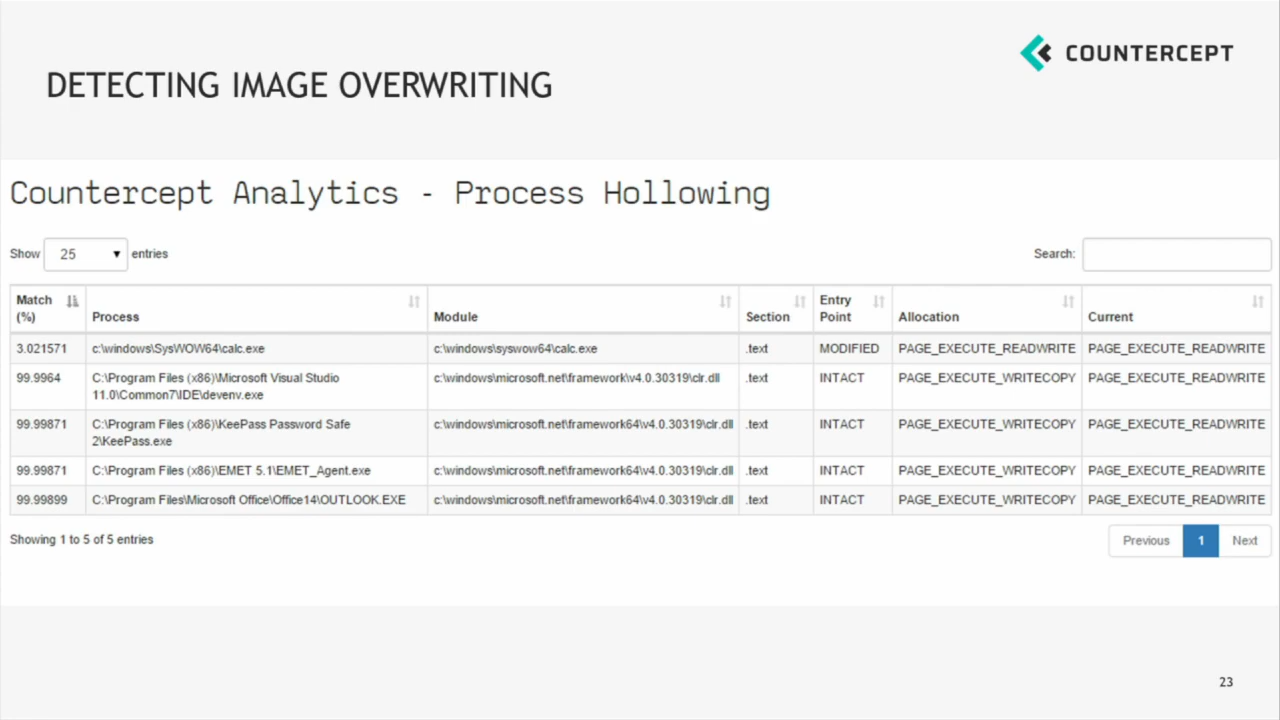 COUNTERCEPT
DETECTING IMAGE OVERWRITING
Countercept Analytics - Process Hollowing
Show 25 entries Search:
Match (%) Process Module Section Entry Point Allocation Current
3.021571 c:\windows\SysWOW64\calc.exe c:\windows\syswow64\calc.exe .text MODIFIED PAGE_EXECUTE_READWRITE PAGE_EXECUTE_READWRITE
99.9964 C:\Program Files (x86)\Microsoft Visual Studio c:\windows\microsoft.net\framework\v4.0.30319\clr.dll .text INTACT PAGE_EXECUTE_WRITECOPY PAGE_EXECUTE_READWRITE
11.0\Common7\IDE\devenv.exe
99.99871 C:\Program Files (x86)\KeePass Password Safe c:\windows\microsoft.net\framework64\v4.0.30319\clr.dll .text INTACT PAGE_EXECUTE_WRITECOPY PAGE_EXECUTE_READWRITE
2\KeePass.exe
99.99871 C:\Program Files (x86)\EMET 5.1\EMET_Agent.exe c:\windows\microsoft.net\framework64\v4.0.30319\clr.dll .text INTACT PAGE_EXECUTE_WRITECOPY PAGE_EXECUTE_READWRITE
99.99899 C:\Program Files\Microsoft Office\Office14\OUTLOOK.EXE c:\windows\microsoft.net\framework64\v4.0.30319\clr.dll .text INTACT PAGE_EXECUTE_WRITECOPY PAGE_EXECUTE_READWRITE
Showing 1 to 5 of 5 entries Previous 1 Next
23